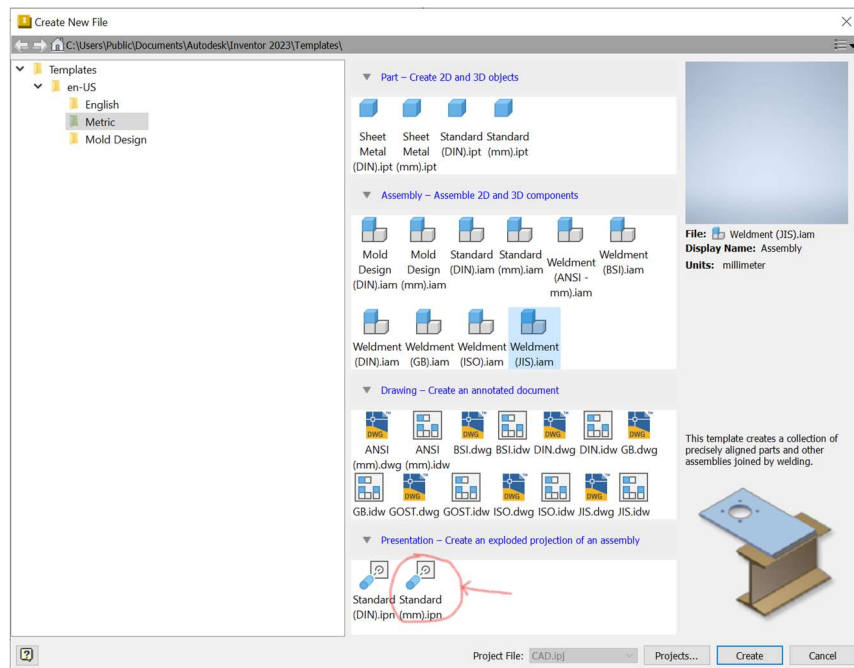 Create New File
C:\Users\Public\Documents\Autodesk\Inventor 2023\Templates\
Templates
en-US
English
Metric
Mold Design
Part – Create 2D and 3D objects
Sheet Metal (DIN).ipt
Sheet Metal (mm).ipt
Standard (DIN).ipt
Standard (mm).ipt
Assembly – Assemble 2D and 3D components
Mold Design (DIN).iam
Mold Design (mm).iam
Standard (DIN).iam
Standard (mm).iam
Weldment (ANSI - mm).iam
Weldment (BSI).iam
Weldment (DIN).iam
Weldment (GB).iam
Weldment (ISO).iam
Weldment (JIS).iam
Drawing – Create an annotated document
DWG
DWG
DWG
DWG
ANSI (mm).dwg
ANSI (mm).idw
BSI.dwg
BSI.idw
DIN.dwg
DIN.idw
GB.dwg
DWG
DWG
DWG
GB.idw
GOST.dwg
GOST.idw
ISO.dwg
ISO.idw
JIS.dwg
JIS.idw
Presentation – Create an exploded projection of an assembly
Standard (DIN).ipn
Standard (mm).ipn
File: Weldment (JIS).iam
Display Name: Assembly
Units: millimeter
This template creates a collection of
precisely aligned parts and other
assemblies joined by welding.
Project File: CAD.ipj
Projects...
Create
Cancel